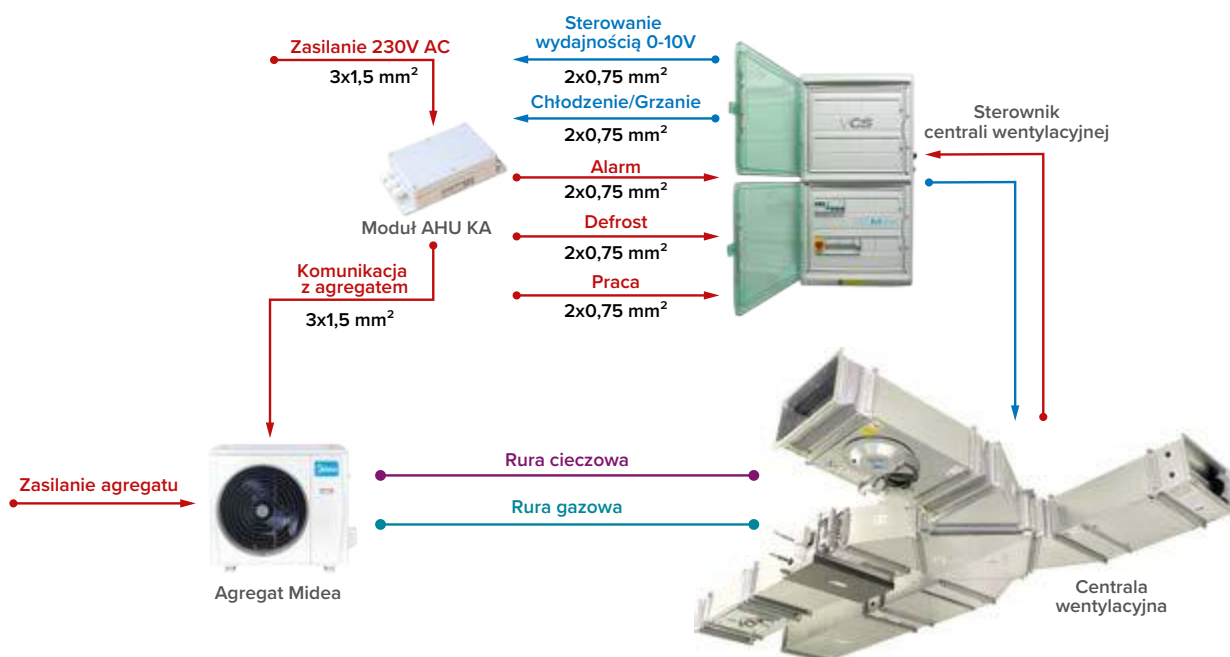 Zasilanie 230V AC
3x1,5 mm²
Sterowanie
wydajnością 0-10V
2x0,75 mm²
Chłodzenie/Grzanie
2x0,75 mm²
Alarm
2x0,75 mm²
Defrost
2x0,75 mm²
Praca
2x0,75 mm²
Moduł AHU KA
Komunikacja
z agregatem
3x1,5 mm²
VCS
Sterownik
centrali wentylacyjnej
Zasilanie agregatu
Midea
Agregat Midea
Rura cieczowa
Rura gazowa
Centrala
wentylacyjna